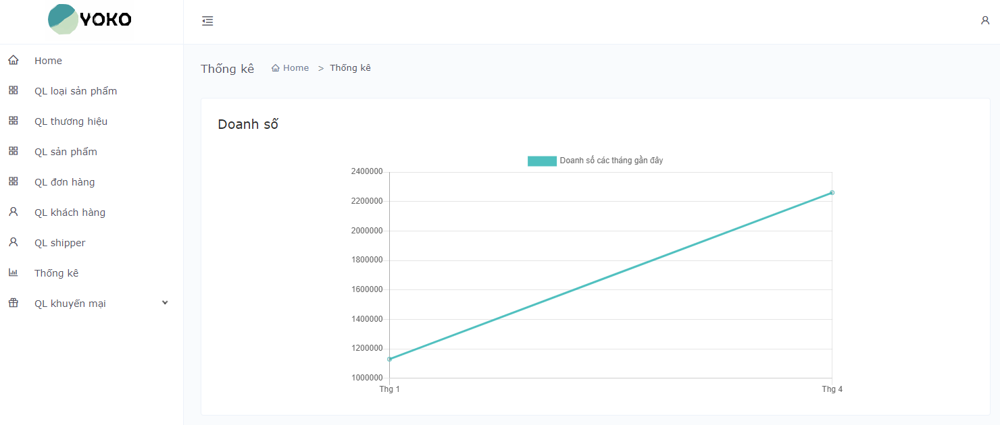 YOKO
Home
QL loại sản phẩm
QL thương hiệu
QL sản phẩm
QL đơn hàng
QL khách hàng
QL shipper
Thống kê
QL khuyến mại
Thống kê Home > Thống kê
Doanh số
Doanh số các tháng gần đây
2400000
2200000
2000000
1800000
1600000
1400000
1200000
1000000
Thg 1 Thg 4